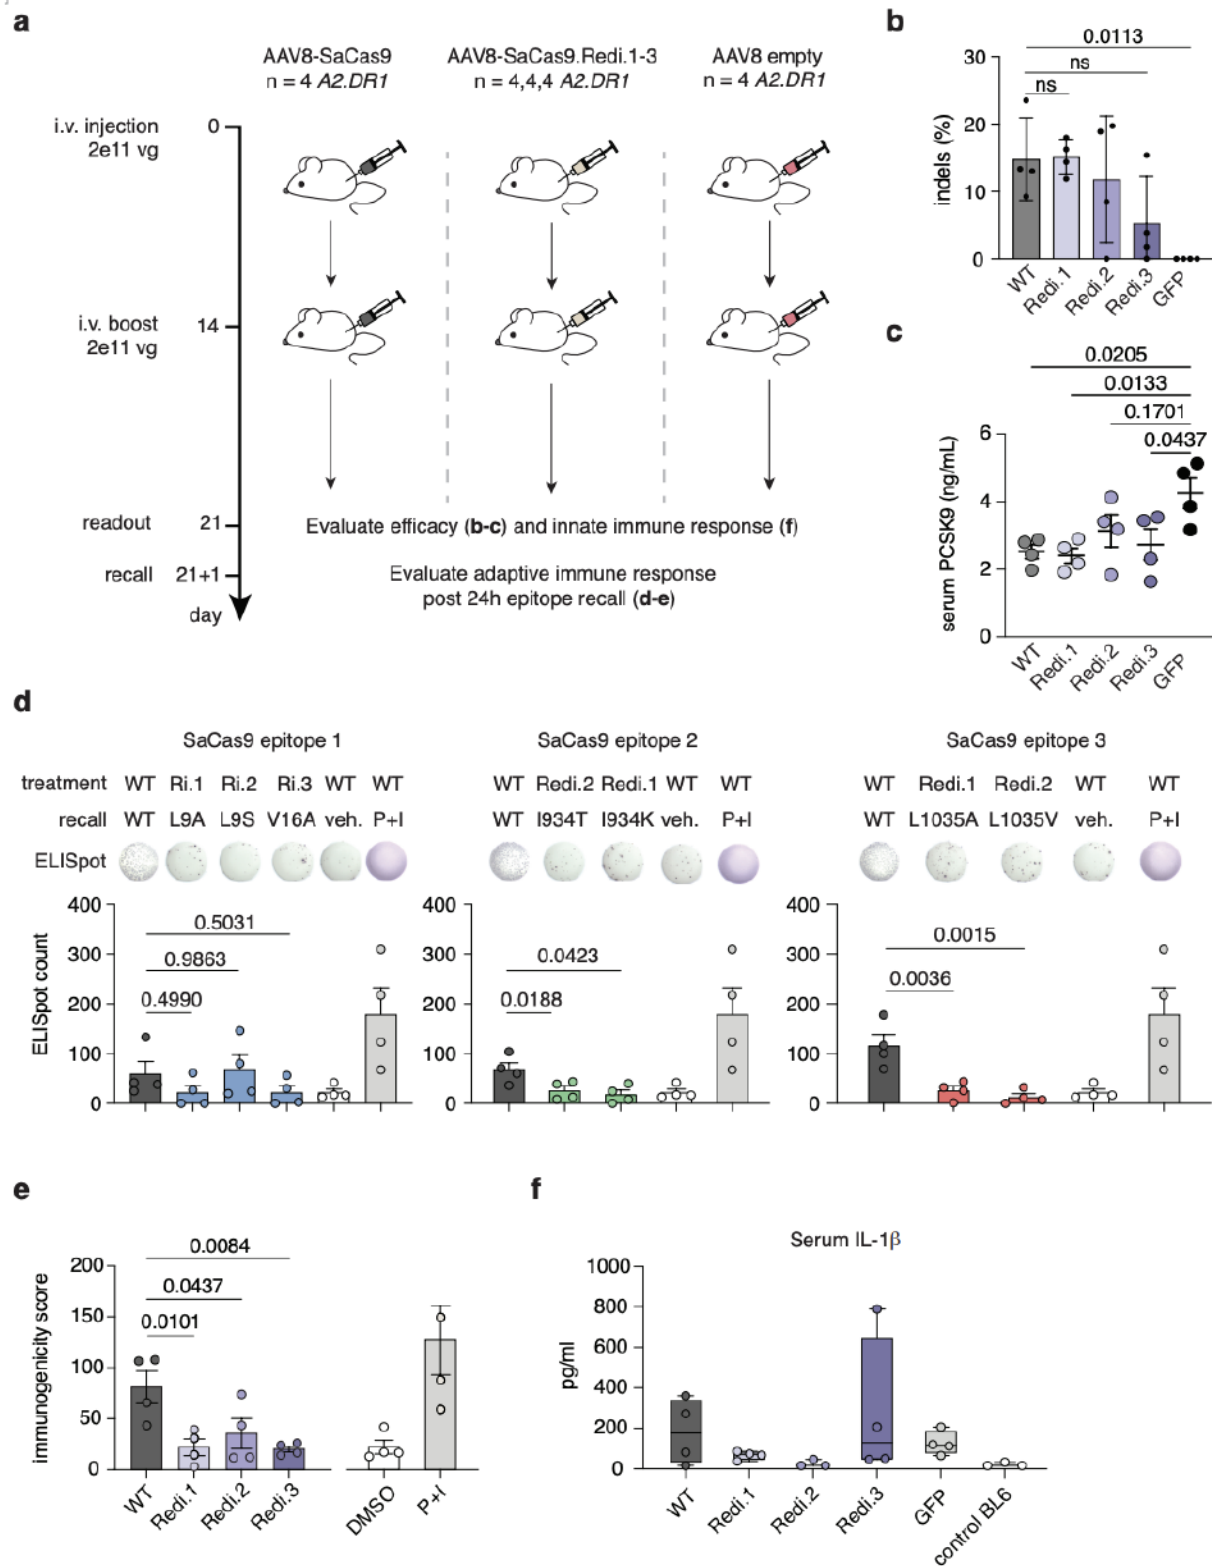 a
AAV8-SaCas9
n = 4 A2.DR1
AAV8-SaCas9.Redi.1-3
n = 4,4,4 A2.DR1
AAV8 empty
n = 4 A2.DR1
i.v. injection
2e11 vg
0
i.v. boost
2e11 vg
14
readout
21
Evaluate efficacy (b-c) and innate immune response (f)
recall
21+1
Evaluate adaptive immune response
post 24h epitope recall (d-e)
day
b
0.0113
ns
ns
30
20
10
0
indels (%)
WT
Redi.1
Redi.2
Redi.3
GFP
c
0.0205
0.0133
0.1701
0.0437
6
4
2
0
serum PCSK9 (ng/mL)
WT
Redi.1
Redi.2
Redi.3
GFP
d
SaCas9 epitope 1
SaCas9 epitope 2
SaCas9 epitope 3
treatment WT Ri.1 Ri.2 Ri.3 WT WT
WT Redi.2 Redi.1 WT WT
WT Redi.1 Redi.2 WT WT
recall WT L9A L9S V16A veh. P+I
WT I934T I934K veh. P+I
WT L1035A L1035V veh. P+I
ELISpot
ELISpot count
400
300
200
100
0
0.5031
0.9863
0.4990
400
300
200
100
0
0.0423
0.0188
400
300
200
100
0
0.0015
0.0036
e
0.0084
0.0437
0.0101
200
150
100
50
0
immunogenicity score
WT
Redi.1
Redi.2
Redi.3
DMSO
P+I
f
Serum IL-1β
1000
800
600
400
200
0
pg/ml
WT
Redi.1
Redi.2
Redi.3
GFP
control BL6